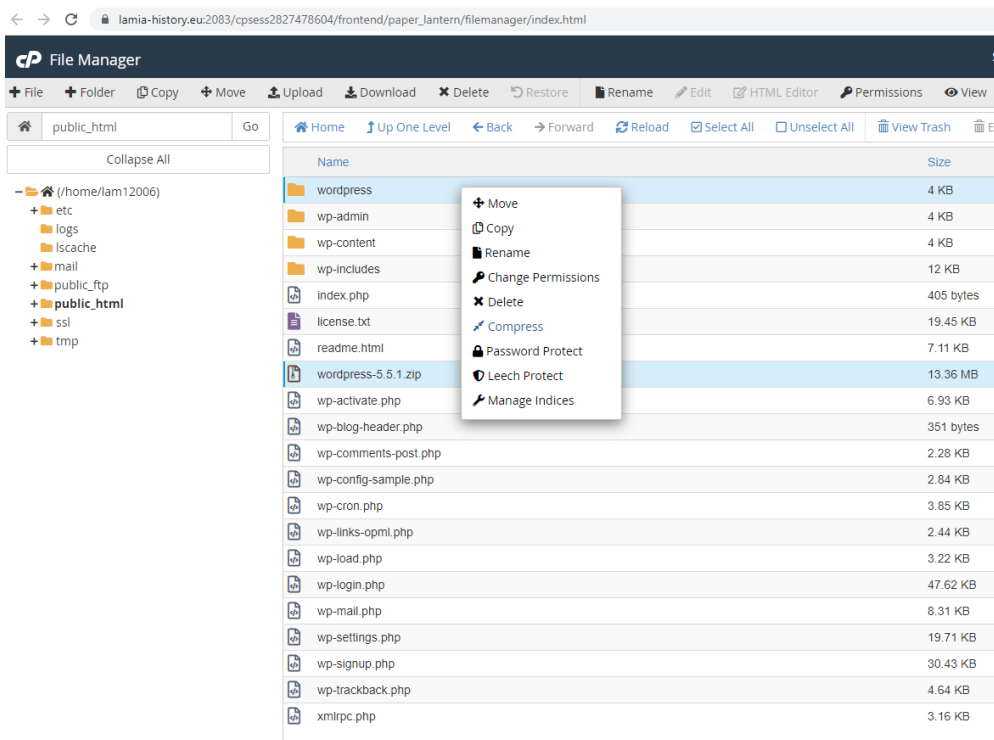 lamia-history.eu:2083/cpsess2827478604/frontend/paper_lantern/filemanager/index.html
cP File Manager
File Folder Copy Move Upload Download Delete Restore Rename Edit HTML Editor Permissions View
public_html Go Home Up One Level Back Forward Reload Select All Unselect All View Trash
Collapse All
(/home/lam12006)
etc
logs
lscache
mail
public_ftp
public_html
ssl
tmp
Name Size
wordpress 4 KB
wp-admin 4 KB
wp-content 4 KB
wp-includes 12 KB
index.php 405 bytes
license.txt 19.45 KB
readme.html 7.11 KB
wordpress-5.5.1.zip 13.36 MB
wp-activate.php 6.93 KB
wp-blog-header.php 351 bytes
wp-comments-post.php 2.28 KB
wp-config-sample.php 2.84 KB
wp-cron.php 3.85 KB
wp-links-opml.php 2.44 KB
wp-load.php 3.22 KB
wp-login.php 47.62 KB
wp-mail.php 8.31 KB
wp-settings.php 19.71 KB
wp-signup.php 30.43 KB
wp-trackback.php 4.64 KB
xmlrpc.php 3.16 KB
Move
Copy
Rename
Change Permissions
Delete
Compress
Password Protect
Leech Protect
Manage Indices